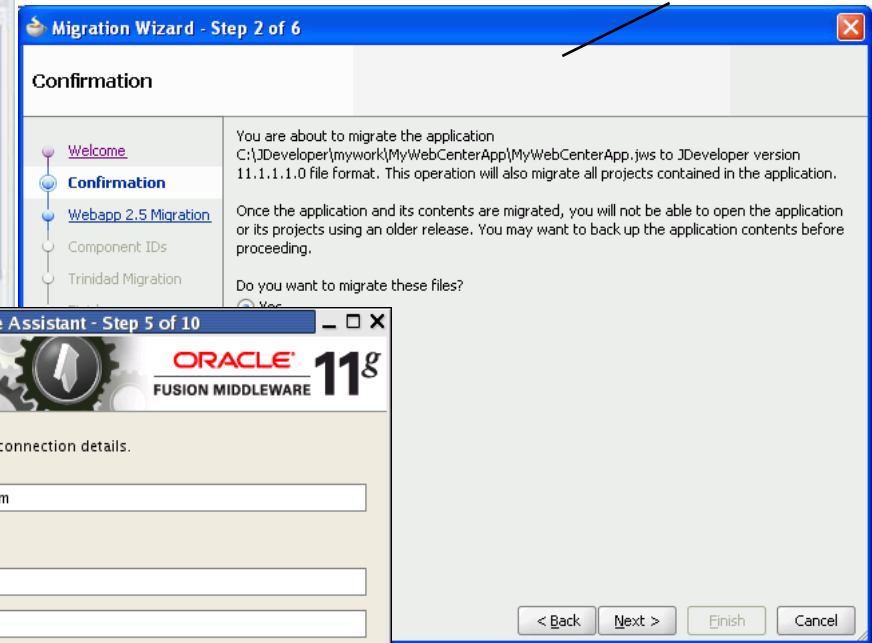 Migration Wizard - Step 2 of 6
Confirmation
Welcome
Confirmation
Webapp 2.5 Migration
Component IDs
Trinidad Migration
You are about to migrate the application
C:\JDeveloper\mywork\MyWebCenterApp\MyWebCenterApp.jws to JDeveloper version
11.1.1.1.0 file format. This operation will also migrate all projects contained in the application.
Once the application and its contents are migrated, you will not be able to open the application
or its projects using an older release. You may want to back up the application contents before
proceeding.
Do you want to migrate these files?
Yes
< Back
Next >
Finish
Cancel
Assistant - Step 5 of 10
ORACLE
FUSION MIDDLEWARE
11g
connection details.
m